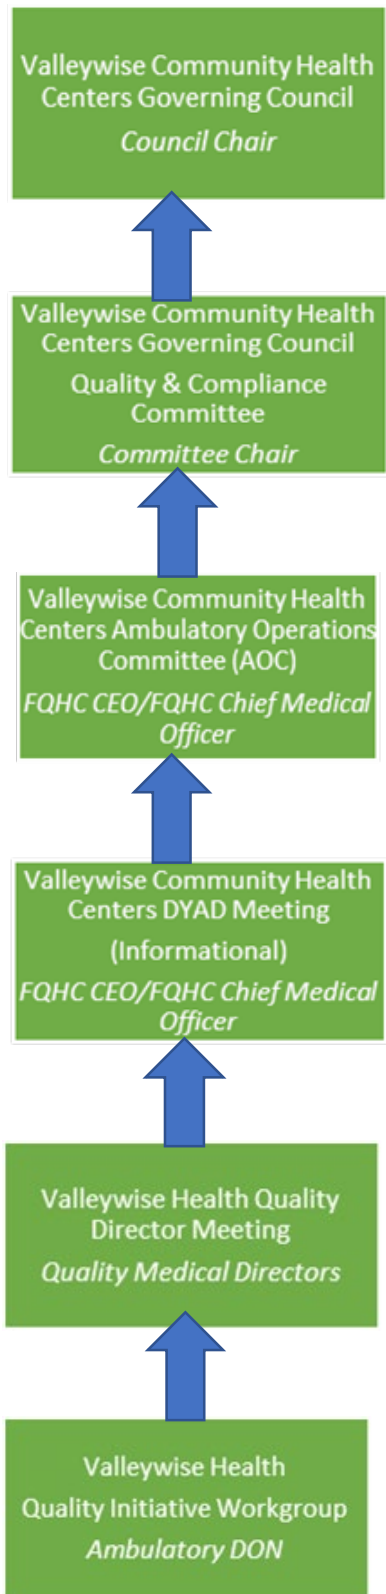 Valleywise Community Health
Centers Governing Council
Council Chair
Valleywise Community Health
Centers Governing Council
Quality & Compliance
Committee
Committee Chair
Valleywise Community Health
Centers Ambulatory Operations
Committee (AOC)
FQHC CEO/FQHC Chief Medical
Officer
Valleywise Community Health
Centers DYAD Meeting
(Informational)
FQHC CEO/FQHC Chief Medical
Officer
Valleywise Health Quality
Director Meeting
Quality Medical Directors
Valleywise Health
Quality Initiative Workgroup
Ambulatory DON